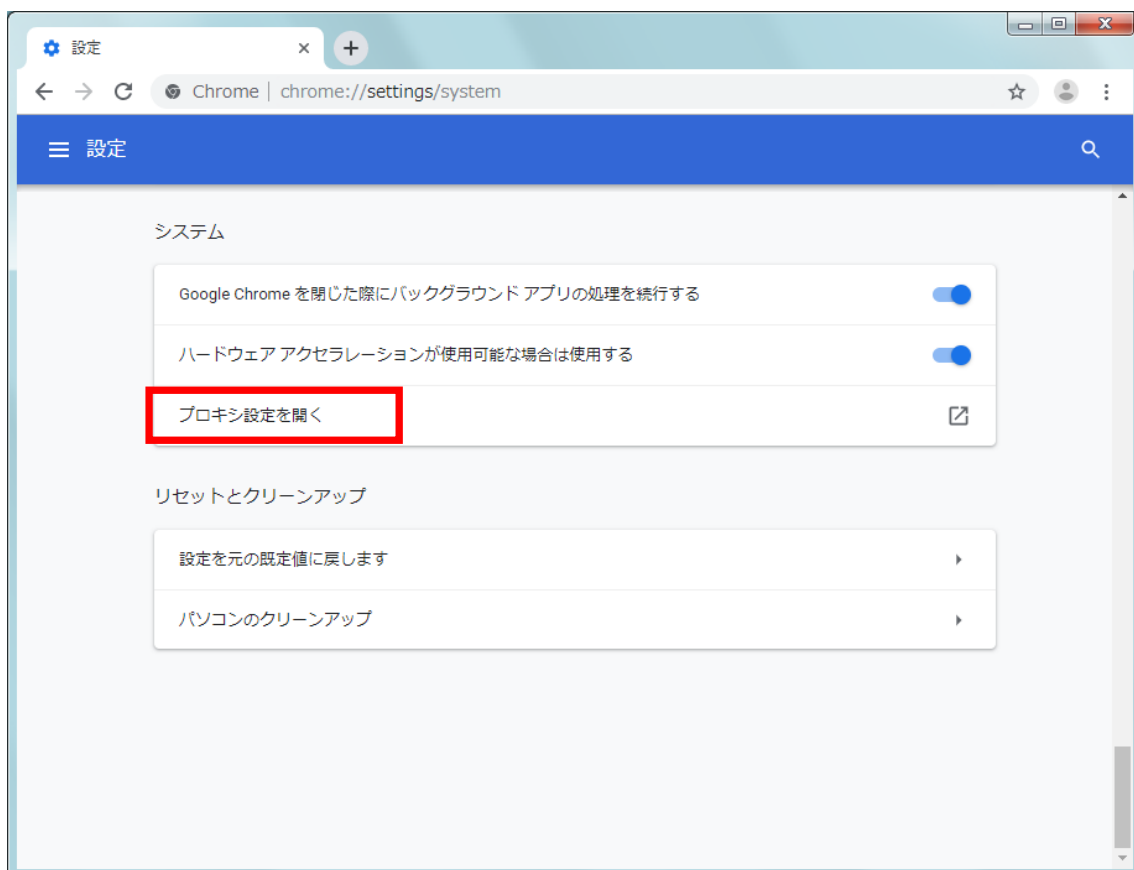 設定
Chrome | chrome://settings/system
設定
システム
Google Chrome を閉じた際にバックグラウンド アプリの処理を続行する
ハードウェア アクセラレーションが使用可能な場合は使用する
プロキシ設定を開く
リセットとクリーンアップ
設定を元の既定値に戻します
パソコンのクリーンアップ